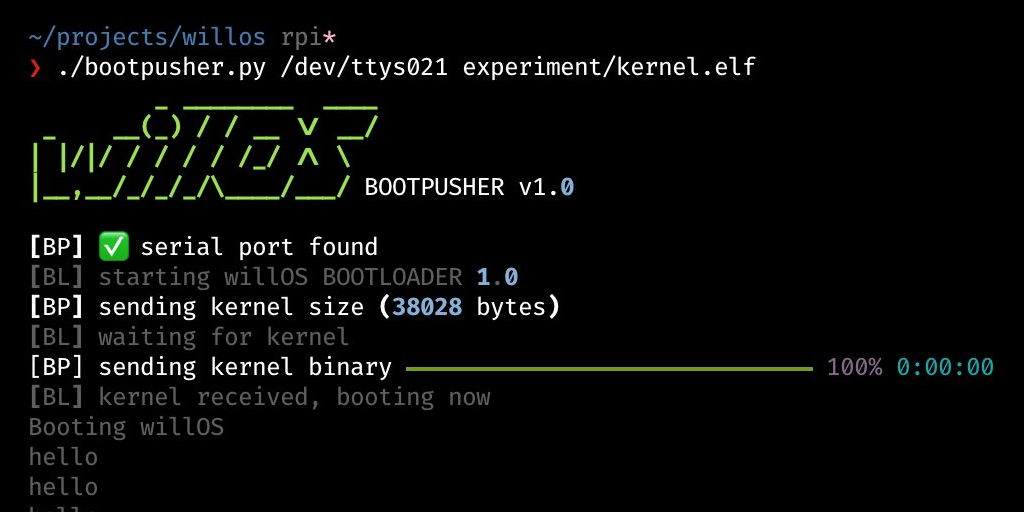 ~/projects/willos rpi*
❯ ./bootpusher.py /dev/ttys021 experiment/kernel.elf
willos
BOOTPUSHER v1.0
[BP] ✅ serial port found
[BL] starting willOS BOOTLOADER 1.0
[BP] sending kernel size (38028 bytes)
[BL] waiting for kernel
[BP] sending kernel binary 100% 0:00:00
[BL] kernel received, booting now
Booting willOS
hello
hello